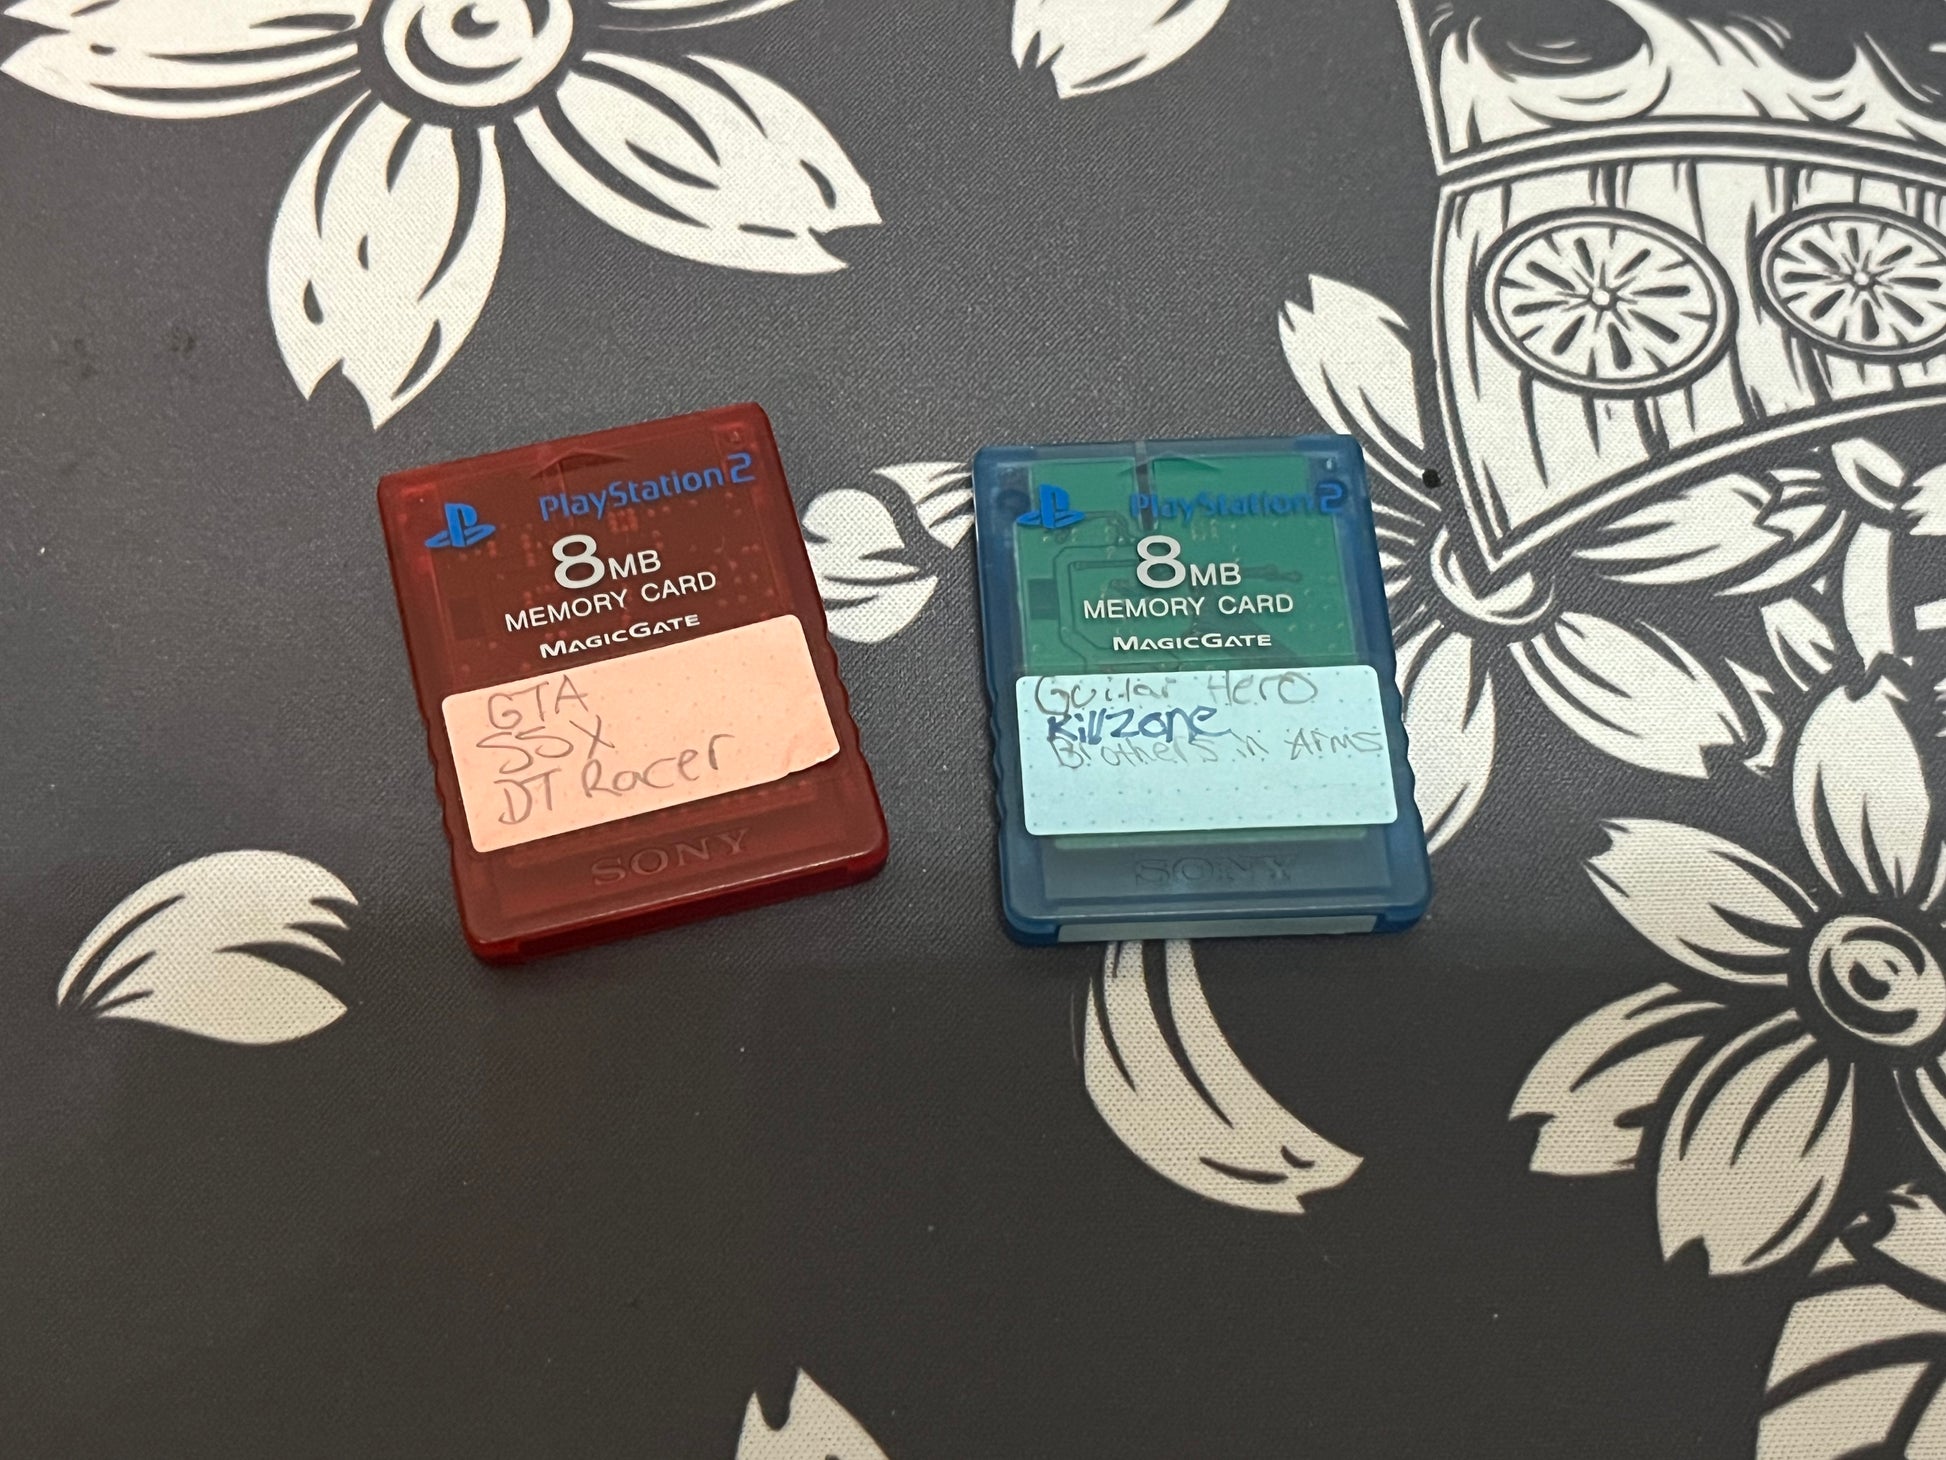 PlayStation 2
8MB
MEMORY CARD
MAGICGATE
GTA
SSX
DT Racer
SONY
PlayStation 2
8MB
MEMORY CARD
MAGICGATE
Guitar Hero
Killzone
Brothers in Arms
SONY